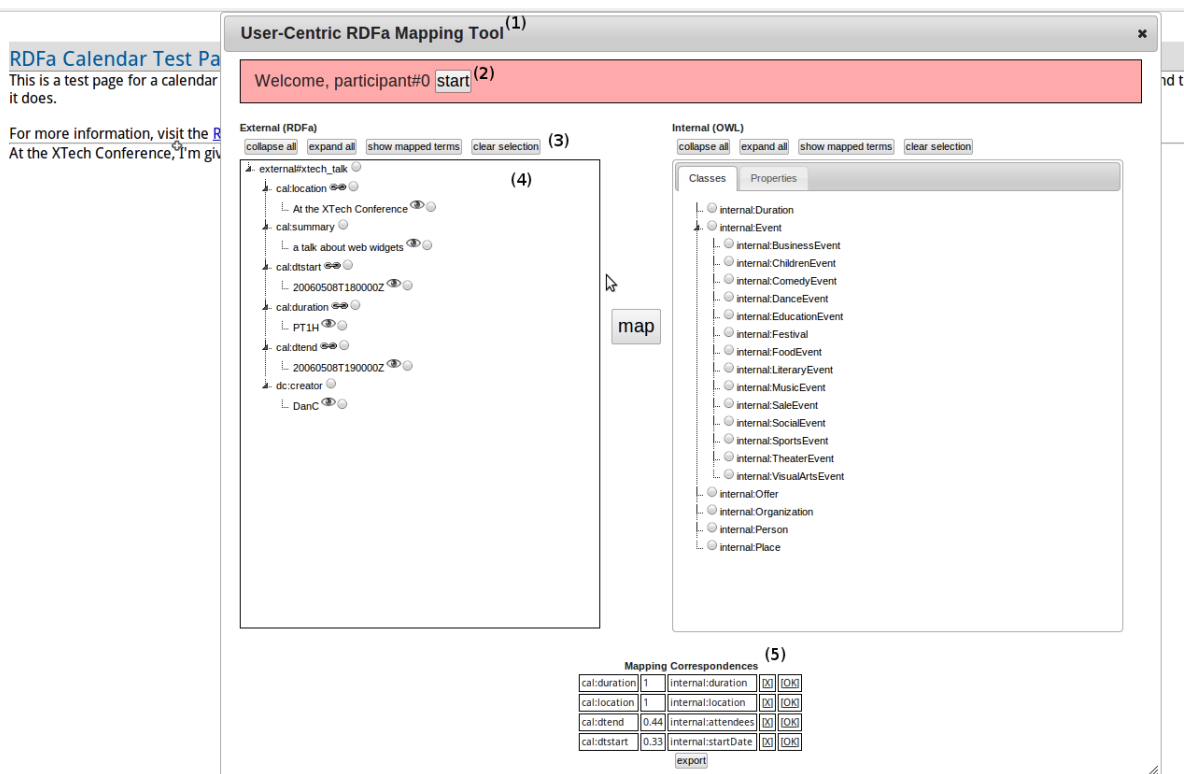 User-Centric RDFa Mapping Tool (1)
RDFa Calendar Test Pa
This is a test page for a calendar
it does.
For more information, visit the R
At the XTech Conference, I'm giv
nd t
Welcome, participant#0 start (2)
External (RDFa)
collapse all expand all show mapped terms clear selection (3)
(4)
external#xtech_talk
cal:location
At the XTech Conference
cal:summary
a talk about web widgets
cal:dtstart
20060508T180000Z
cal:duration
PT1H
cal:dtend
20060508T190000Z
dc:creator
DanC
map
Internal (OWL)
collapse all expand all show mapped terms clear selection
Classes Properties
internal:Duration
internal:Event
internal:BusinessEvent
internal:ChildrenEvent
internal:ComedyEvent
internal:DanceEvent
internal:EducationEvent
internal:Festival
internal:FoodEvent
internal:LiteraryEvent
internal:MusicEvent
internal:SaleEvent
internal:SocialEvent
internal:SportsEvent
internal:TheaterEvent
internal:VisualArtsEvent
internal:Offer
internal:Organization
internal:Person
internal:Place
(5)
Mapping Correspondences
cal:duration 1 internal:duration [X] [OK]
cal:location 1 internal:location [X] [OK]
cal:dtend 0.44 internal:attendees [X] [OK]
cal:dtstart 0.33 internal:startDate [X] [OK]
export